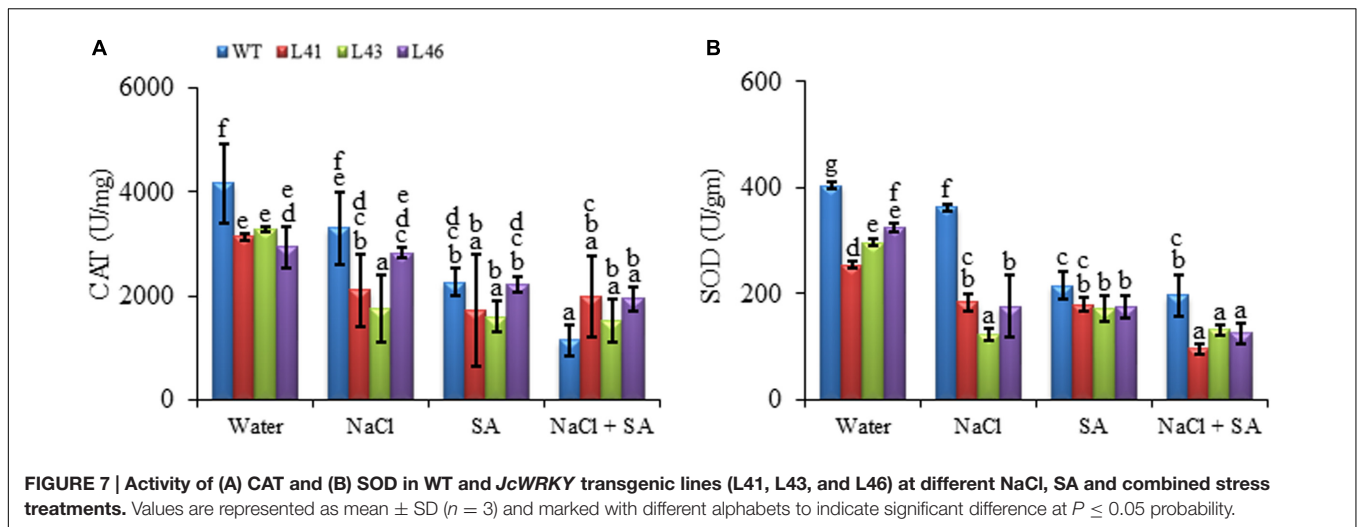 A
WT L41 L43 L46
CAT (U/mg)
6000
4000
2000
0
f
e
e
e
d
f
e
d
c
b
a
e
d
c
d
c
b
b
a
b
a
d
c
b
a
c
b
a
b
a
b
a
Water NaCl SA NaCl + SA
B
SOD (U/gm)
600
400
200
0
g
d
e
f
e
f
c
b
a
b
c
c
b
b
b
c
b
a
a
a
Water NaCl SA NaCl + SA
FIGURE 7 | Activity of (A) CAT and (B) SOD in WT and JcWRKY transgenic lines (L41, L43, and L46) at different NaCl, SA and combined stress
treatments. Values are represented as mean ± SD (n = 3) and marked with different alphabets to indicate significant difference at P ≤ 0.05 probability.